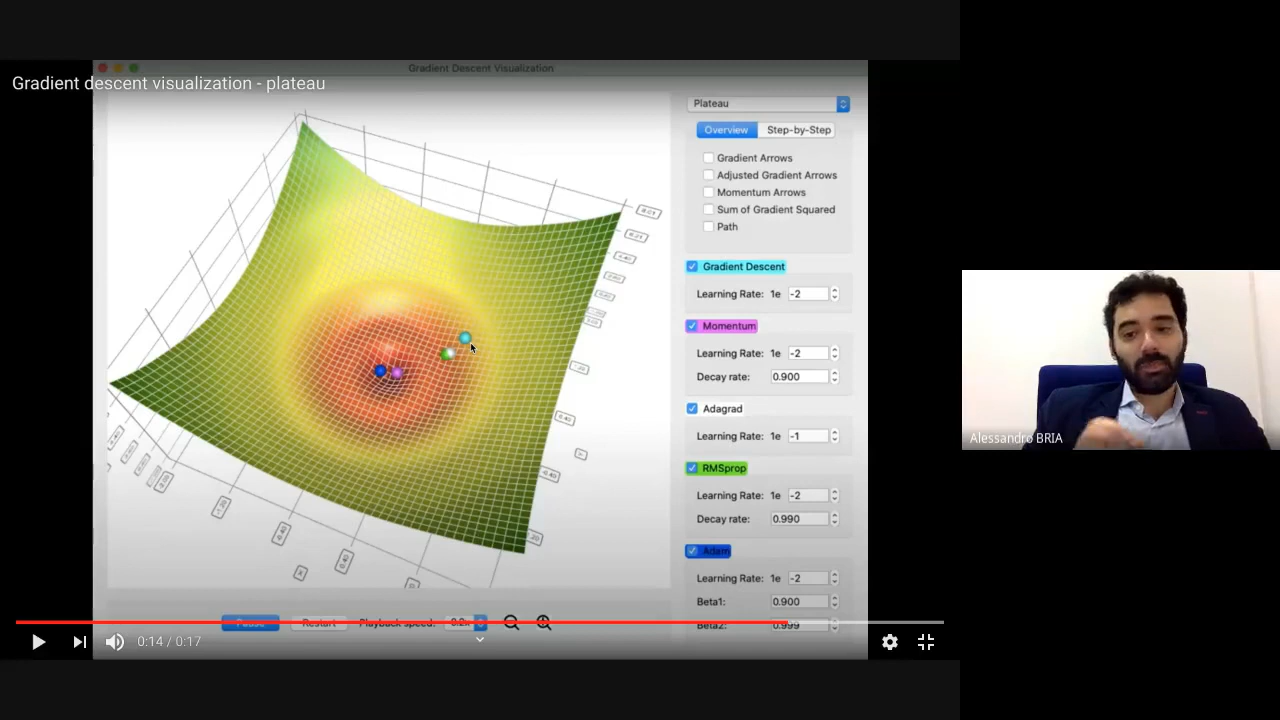 Gradient Descent Visualization
Gradient descent visualization - plateau
Plateau
Overview Step-by-Step
Gradient Arrows
Adjusted Gradient Arrows
Momentum Arrows
Sum of Gradient Squared
Path
Gradient Descent
Learning Rate: 1e -2
Momentum
Learning Rate: 1e -2
Decay rate: 0.900
Adagrad
Learning Rate: 1e -1
RMSprop
Learning Rate: 1e -2
Decay rate: 0.990
Adam
Learning Rate: 1e -2
Beta1: 0.900
Beta2: 0.999
Pause Restart Playback speed: 0.2x
0:14 / 0:17
Alessandro BRIA